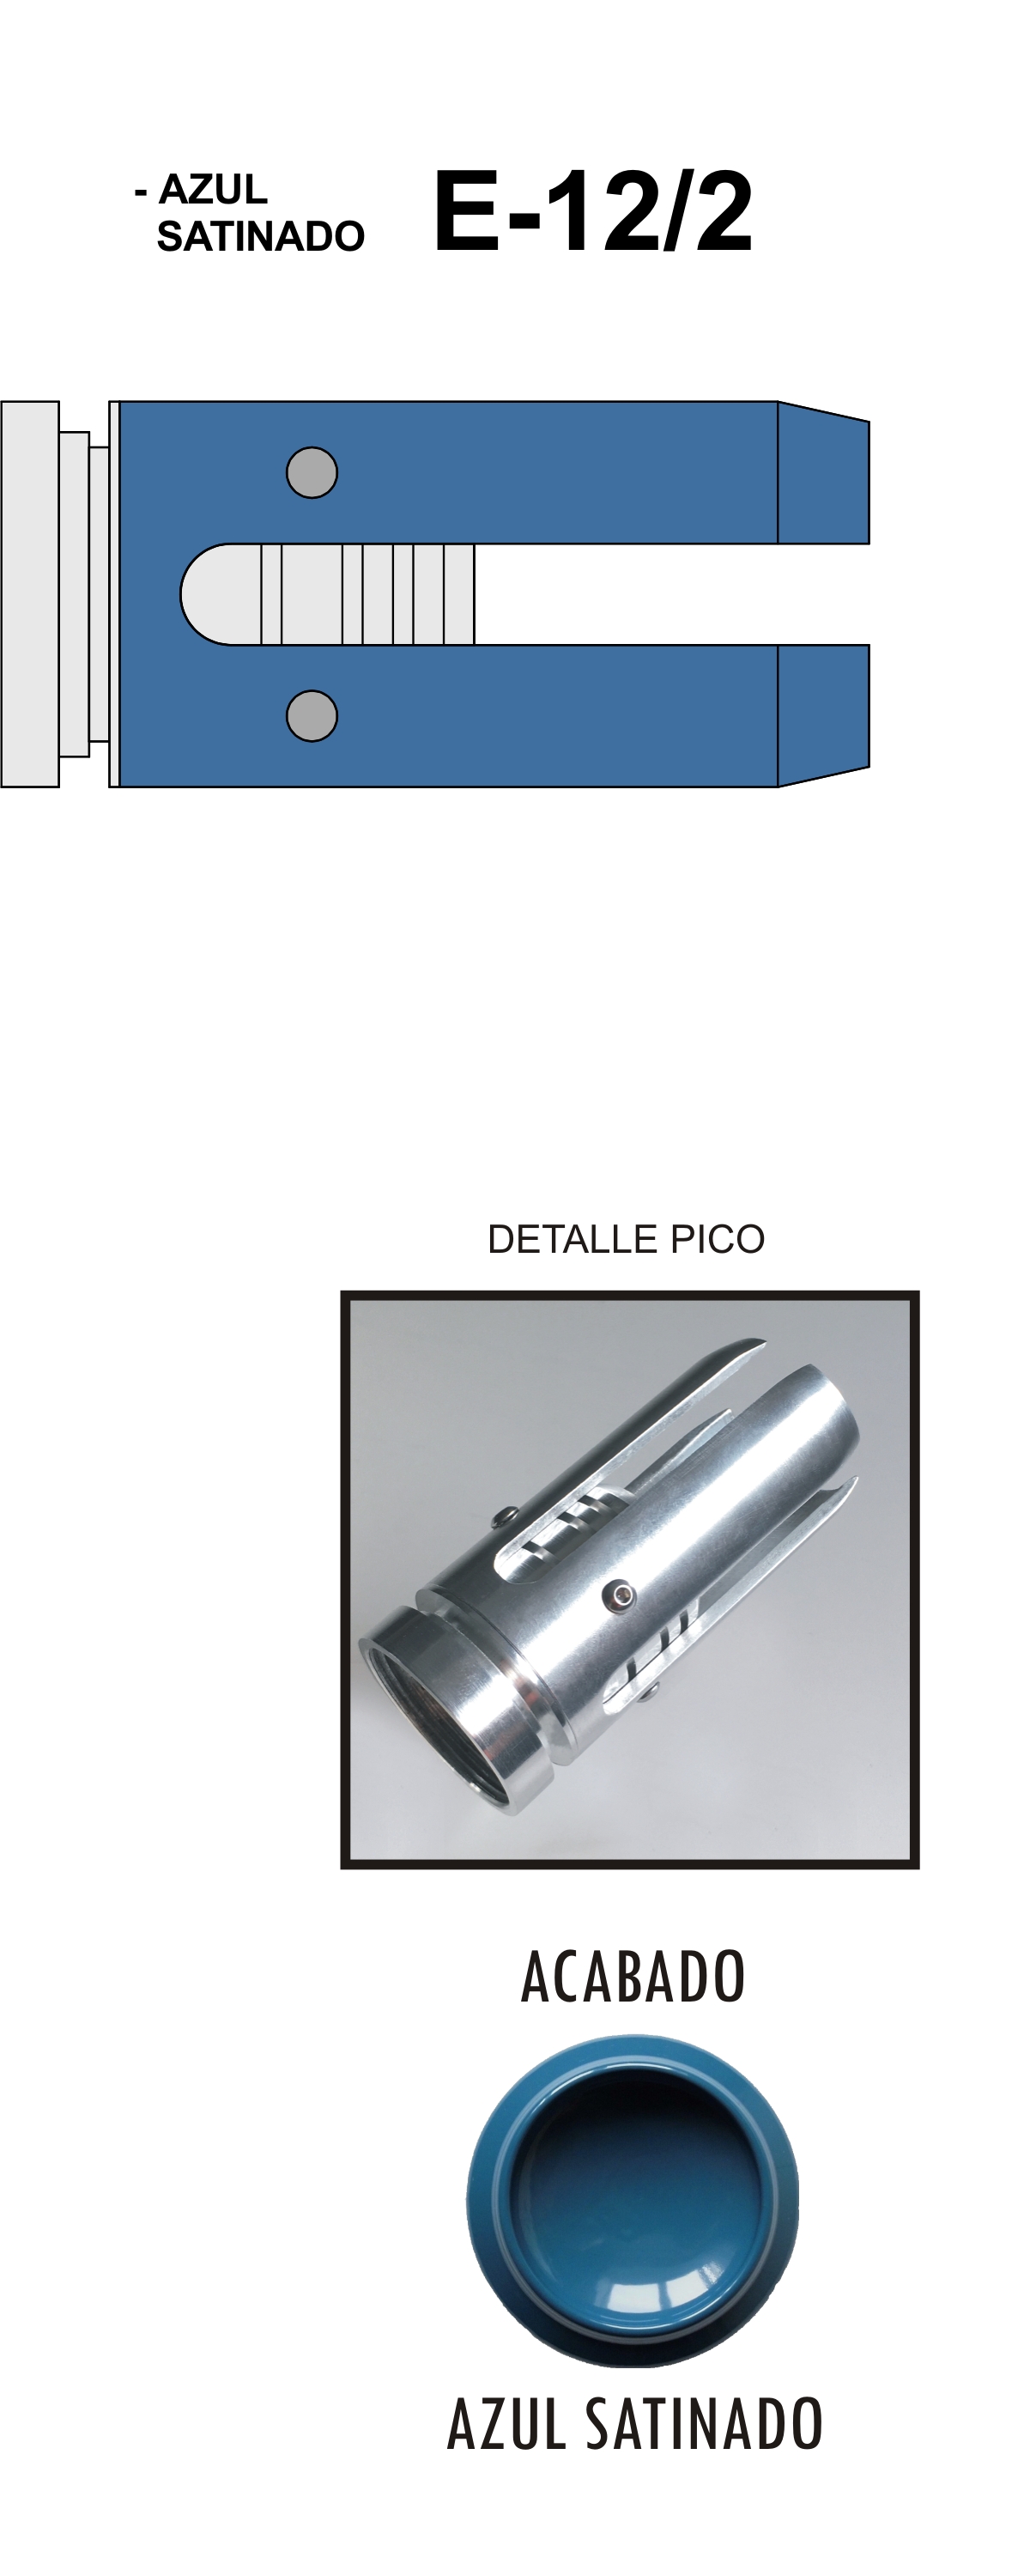 - AZUL
SATINADO
E-12/2
DETALLE PICO
ACABADO
AZUL SATINADO